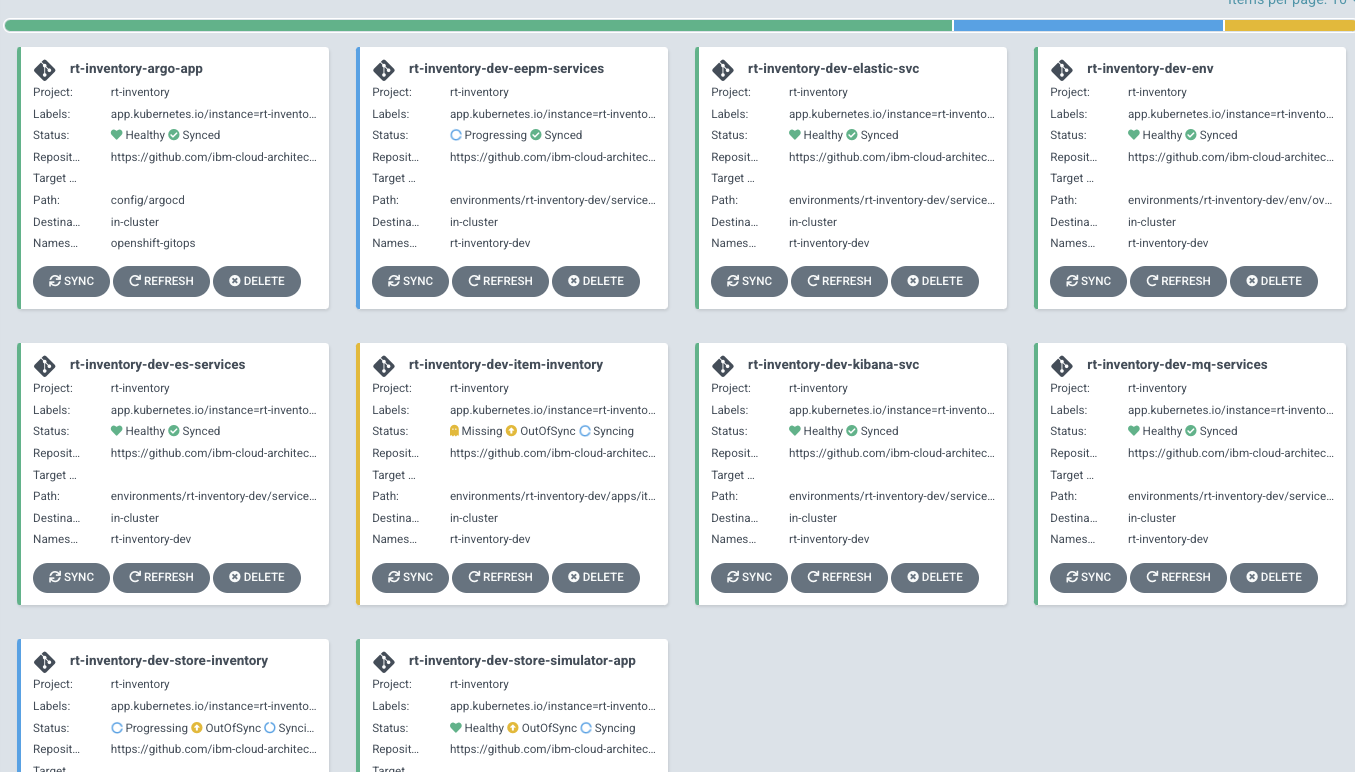 Items per page: 10
rt-inventory-argo-app
Project: rt-inventory
Labels: app.kubernetes.io/instance=rt-invento...
Status: Healthy Synced
Reposit... https://github.com/ibm-cloud-architec...
Target ...
Path: config/argocd
Destina... in-cluster
Names... openshift-gitops
SYNC REFRESH DELETE
rt-inventory-dev-eepm-services
Project: rt-inventory
Labels: app.kubernetes.io/instance=rt-invento...
Status: Progressing Synced
Reposit... https://github.com/ibm-cloud-architec...
Target ...
Path: environments/rt-inventory-dev/service...
Destina... in-cluster
Names... rt-inventory-dev
SYNC REFRESH DELETE
rt-inventory-dev-elastic-svc
Project: rt-inventory
Labels: app.kubernetes.io/instance=rt-invento...
Status: Healthy Synced
Reposit... https://github.com/ibm-cloud-architec...
Target ...
Path: environments/rt-inventory-dev/service...
Destina... in-cluster
Names... rt-inventory-dev
SYNC REFRESH DELETE
rt-inventory-dev-env
Project: rt-inventory
Labels: app.kubernetes.io/instance=rt-invento...
Status: Healthy Synced
Reposit... https://github.com/ibm-cloud-architec...
Target ...
Path: environments/rt-inventory-dev/env/ov...
Destina... in-cluster
Names... rt-inventory-dev
SYNC REFRESH DELETE
rt-inventory-dev-es-services
Project: rt-inventory
Labels: app.kubernetes.io/instance=rt-invento...
Status: Healthy Synced
Reposit... https://github.com/ibm-cloud-architec...
Target ...
Path: environments/rt-inventory-dev/service...
Destina... in-cluster
Names... rt-inventory-dev
SYNC REFRESH DELETE
rt-inventory-dev-item-inventory
Project: rt-inventory
Labels: app.kubernetes.io/instance=rt-invento...
Status: Missing OutOfSync Syncing
Reposit... https://github.com/ibm-cloud-architec...
Target ...
Path: environments/rt-inventory-dev/apps/it...
Destina... in-cluster
Names... rt-inventory-dev
SYNC REFRESH DELETE
rt-inventory-dev-kibana-svc
Project: rt-inventory
Labels: app.kubernetes.io/instance=rt-invento...
Status: Healthy Synced
Reposit... https://github.com/ibm-cloud-architec...
Target ...
Path: environments/rt-inventory-dev/service...
Destina... in-cluster
Names... rt-inventory-dev
SYNC REFRESH DELETE
rt-inventory-dev-mq-services
Project: rt-inventory
Labels: app.kubernetes.io/instance=rt-invento...
Status: Healthy Synced
Reposit... https://github.com/ibm-cloud-architec...
Target ...
Path: environments/rt-inventory-dev/service...
Destina... in-cluster
Names... rt-inventory-dev
SYNC REFRESH DELETE
rt-inventory-dev-store-inventory
Project: rt-inventory
Labels: app.kubernetes.io/instance=rt-invento...
Status: Progressing OutOfSync Synci...
Reposit... https://github.com/ibm-cloud-architec...
Target
rt-inventory-dev-store-simulator-app
Project: rt-inventory
Labels: app.kubernetes.io/instance=rt-invento...
Status: Healthy OutOfSync Syncing
Reposit... https://github.com/ibm-cloud-architec...
Target